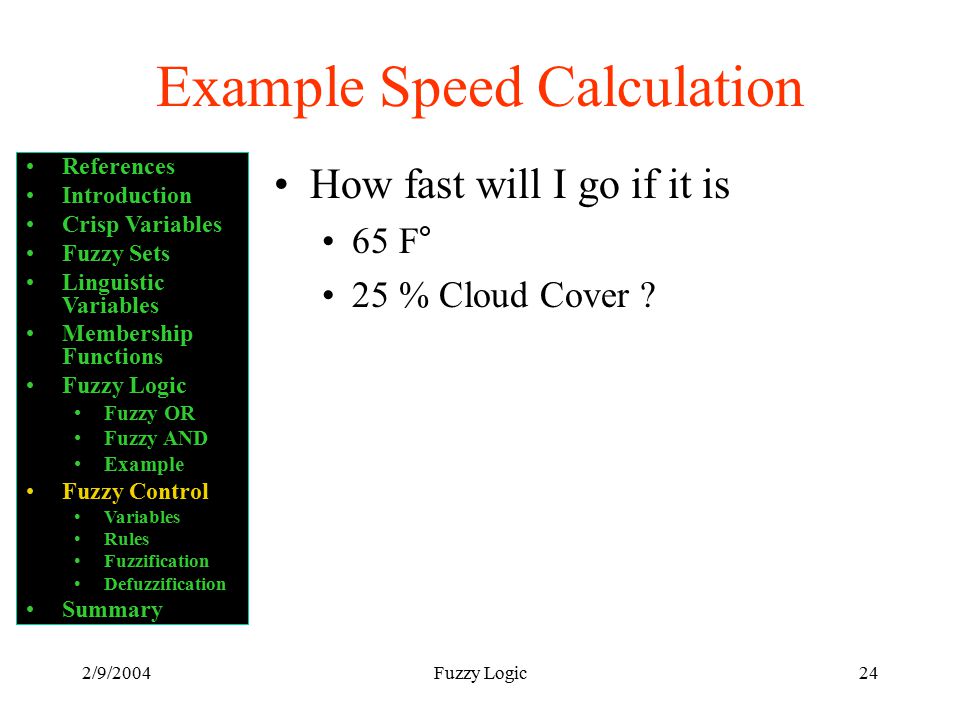 Example Speed Calculation
• References
• Introduction
• Crisp Variables
• Fuzzy Sets
• Linguistic
Variables
• Membership
Functions
• Fuzzy Logic
• Fuzzy OR
• Fuzzy AND
• Example
• Fuzzy Control
• Variables
• Rules
• Fuzzification
• Defuzzification
• Summary
• How fast will I go if it is
• 65 F°
• 25 % Cloud Cover ?
2/9/2004
Fuzzy Logic
24